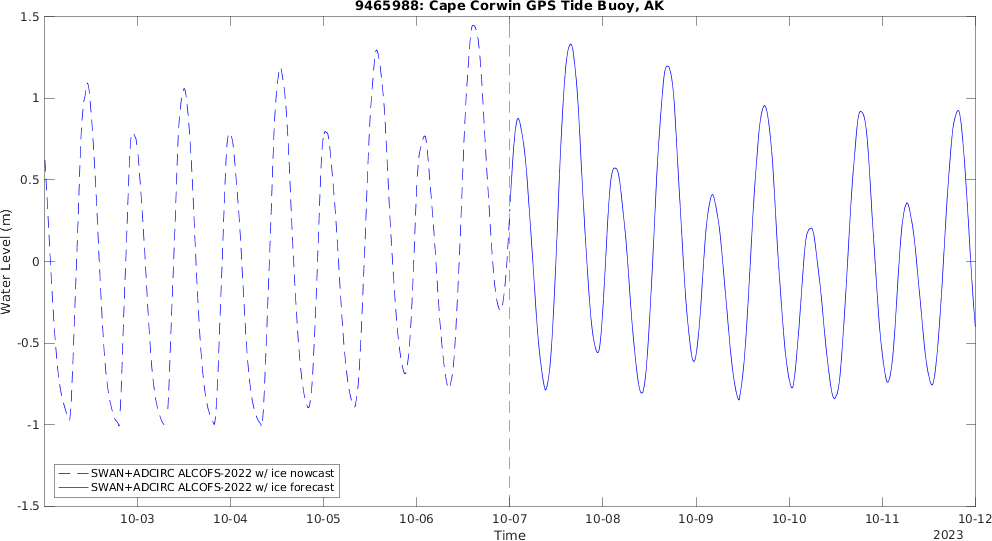 9465988: Cape Corwin GPS Tide Buoy, AK
Water Level (m)
1.5
1
0.5
0
-0.5
-1
-1.5
SWAN+ADCIRC ALCOFS-2022 w/ ice nowcast
SWAN+ADCIRC ALCOFS-2022 w/ ice forecast
10-03 10-04 10-05 10-06 10-07 10-08 10-09 10-10 10-11 10-12
Time
2023